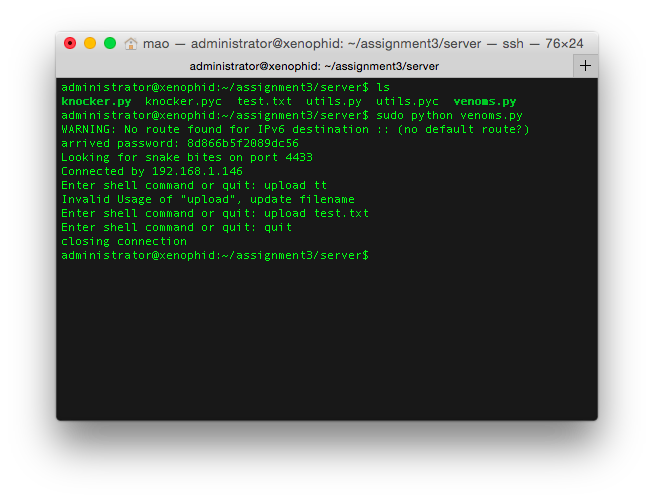 mao — administrator@xenophid: ~/assignment3/server — ssh — 76×24
administrator@xenophid: ~/assignment3/server +
administrator@xenophid:~/assignment3/server$ ls
knocker.py knocker.pyc test.txt utils.py utils.pyc venoms.py
administrator@xenophid:~/assignment3/server$ sudo python venoms.py
WARNING: No route found for IPv6 destination :: (no default route?)
arrived password: 8d866b5f2089dc56
Looking for snake bites on port 4433
Connected by 192.168.1.146
Enter shell command or quit: upload tt
Invalid Usage of "upload", update filename
Enter shell command or quit: upload test.txt
Enter shell command or quit: quit
closing connection
administrator@xenophid:~/assignment3/server$